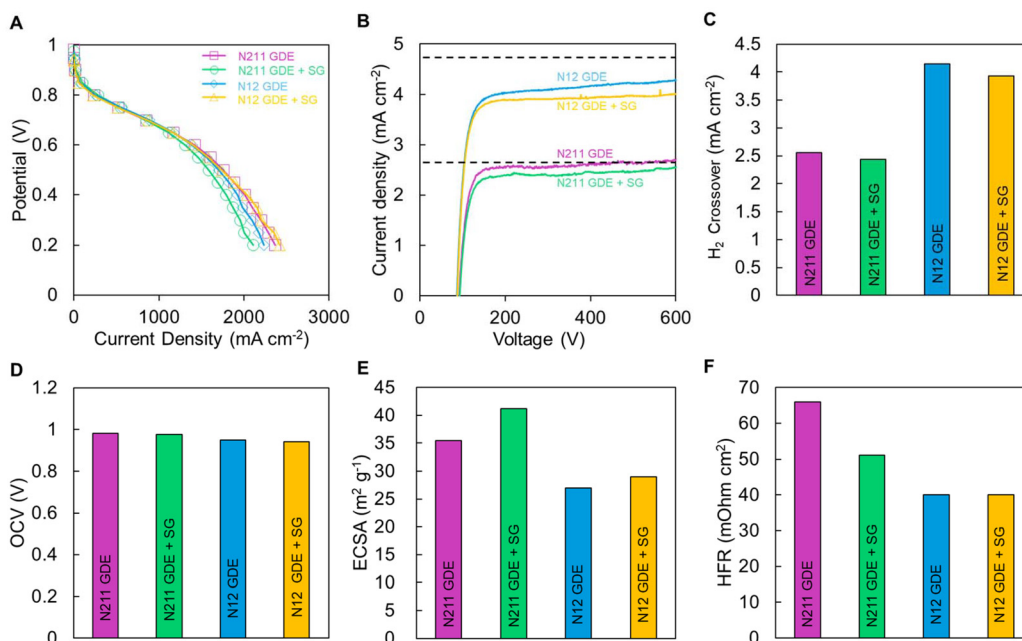 A
Potential (V)
1
0.8
0.6
0.4
0.2
0
0
1000
2000
3000
Current Density (mA cm-2)
N211 GDE
N211 GDE + SG
N12 GDE
N12 GDE + SG
B
Current density (mA cm-2)
5
4
3
2
1
0
0
200
400
600
Voltage (V)
N12 GDE
N12 GDE + SG
N211 GDE
N211 GDE + SG
C
H2 Crossover (mA cm-2)
4.5
4
3.5
3
2.5
2
1.5
1
0.5
0
N211 GDE
N211 GDE + SG
N12 GDE
N12 GDE + SG
D
OCV (V)
1.2
1
0.8
0.6
0.4
0.2
0
N211 GDE
N211 GDE + SG
N12 GDE
N12 GDE + SG
E
ECSA (m2 g-1)
45
40
35
30
25
20
15
10
5
0
N211 GDE
N211 GDE + SG
N12 GDE
N12 GDE + SG
F
HFR (mOhm cm2)
70
60
50
40
30
20
10
0
N211 GDE
N211 GDE + SG
N12 GDE
N12 GDE + SG